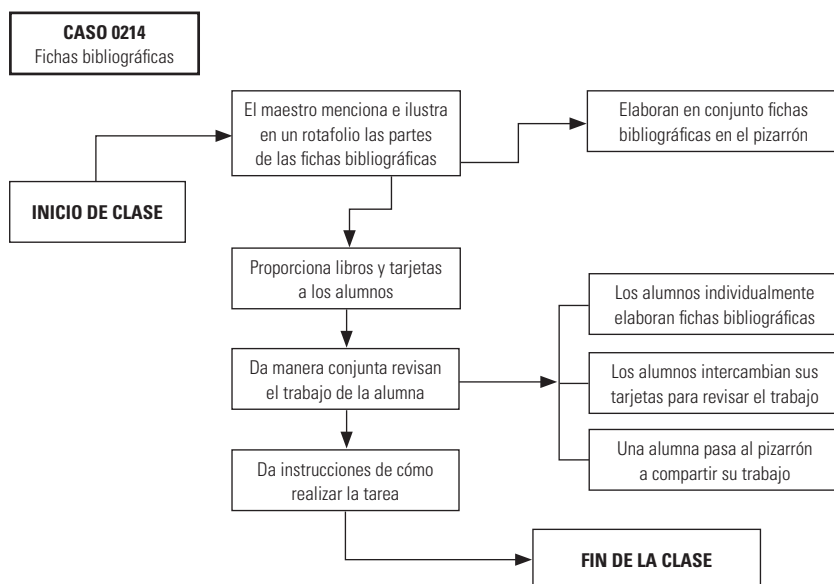 CASO 0214
Fichas bibliográficas
El maestro menciona e ilustra
en un rotafolio las partes
de las fichas bibliográficas
Elaboran en conjunto fichas
bibliográficas en el pizarrón
INICIO DE CLASE
Proporciona libros y tarjetas
a los alumnos
Los alumnos individualmente
elaboran fichas bibliográficas
Da manera conjunta revisan
el trabajo de la alumna
Los alumnos intercambian sus
tarjetas para revisar el trabajo
Una alumna pasa al pizarrón
a compartir su trabajo
Da instrucciones de cómo
realizar la tarea
FIN DE LA CLASE